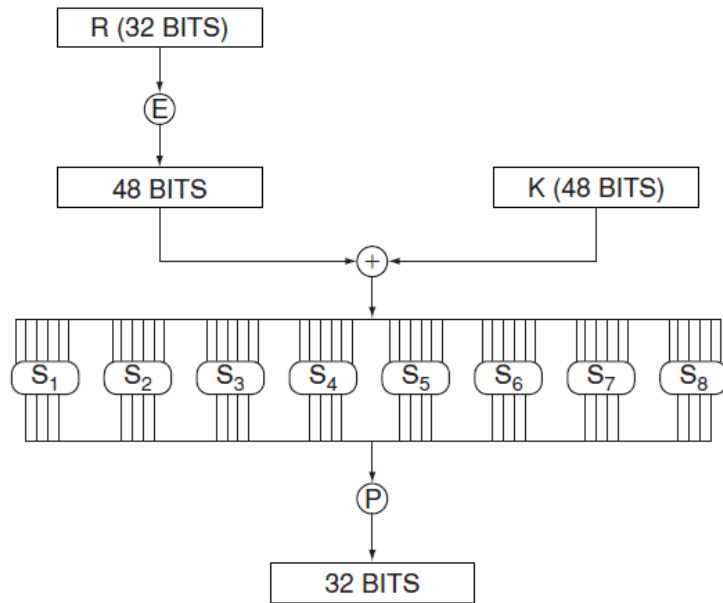 R (32 BITS)
E
48 BITS
K (48 BITS)
+
S1 S2 S3 S4 S5 S6 S7 S8
P
32 BITS